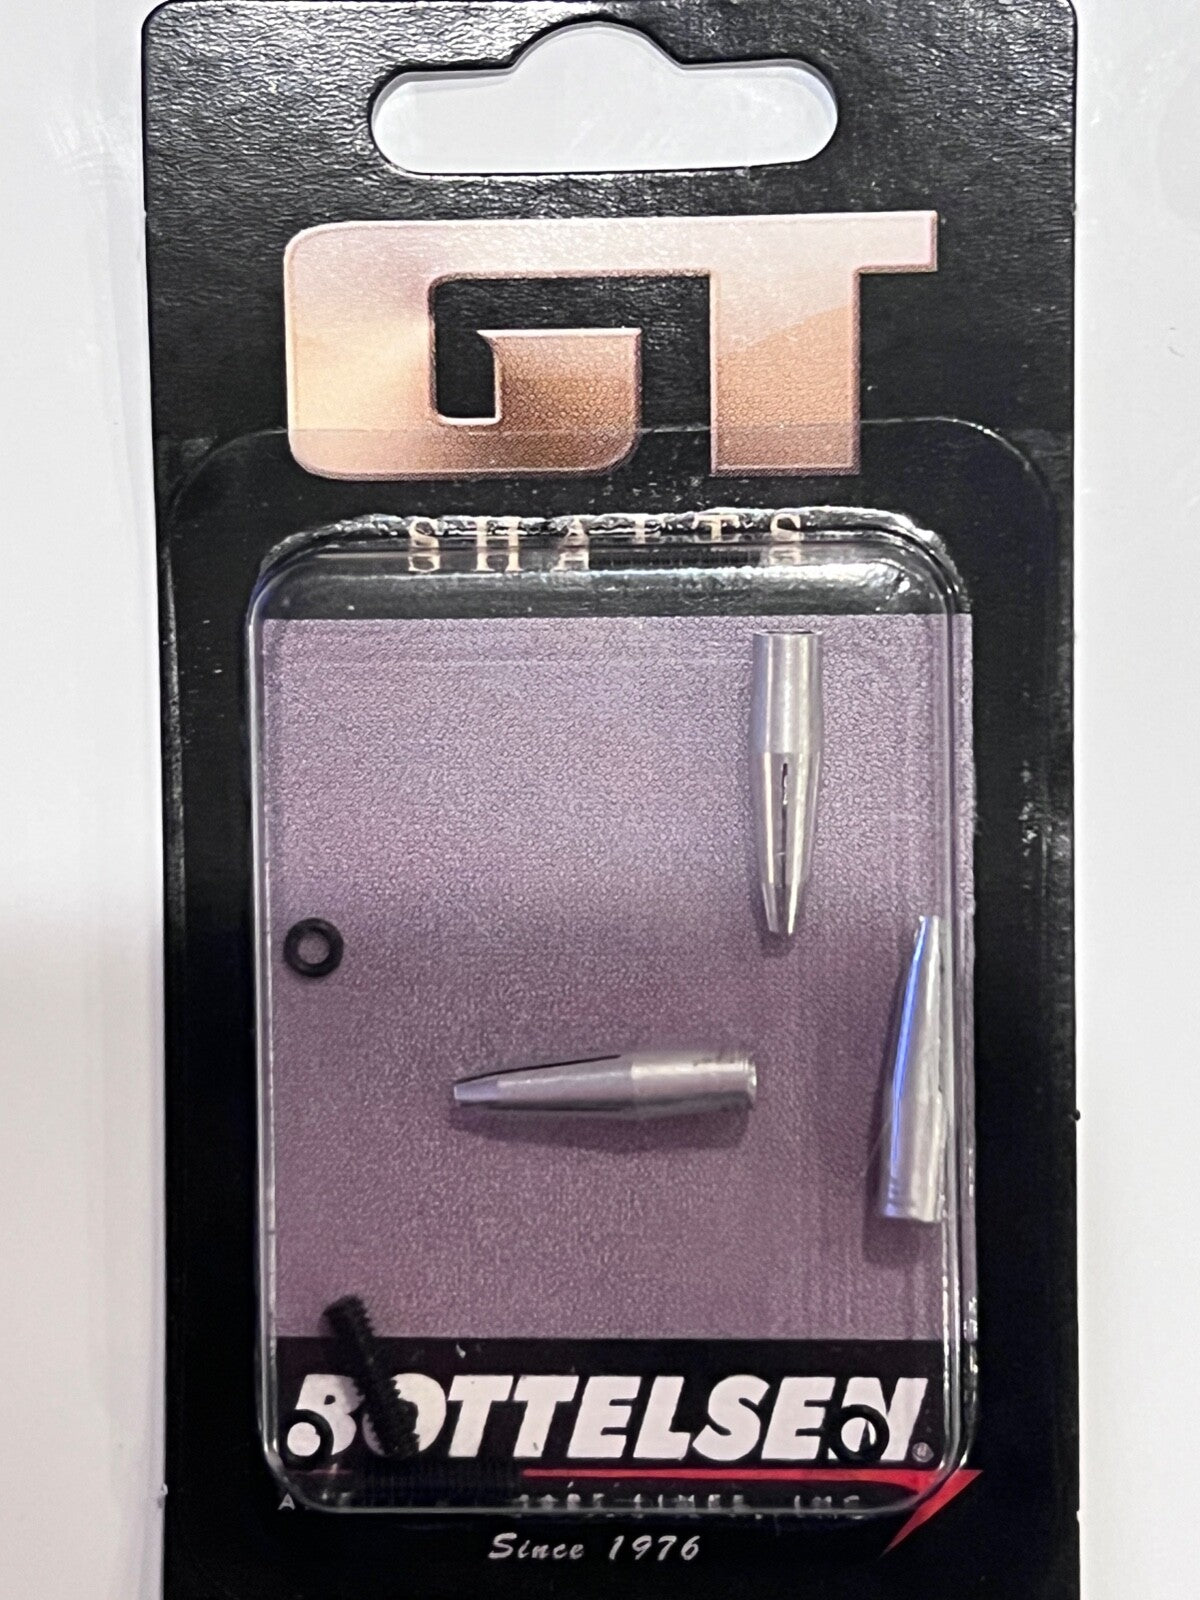 GT
SHAFTS
BOTTELSEN®
Since 1976